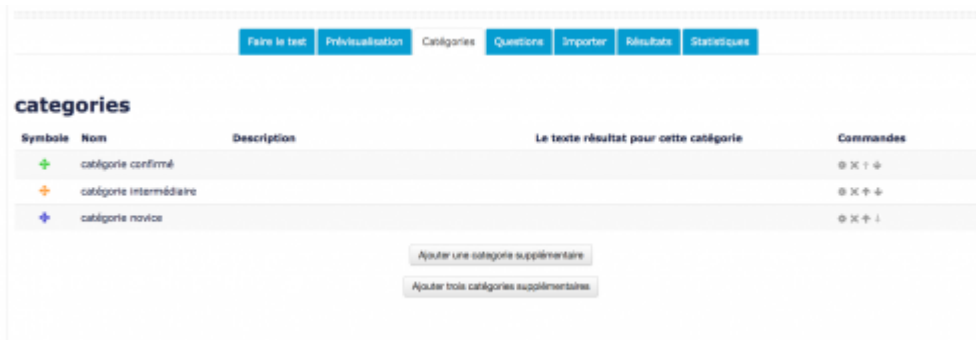 Faire le test Prévisualisation Catégories Questions Importer Résultats Statistiques
categories
Symbole Nom Description Le texte résultat pour cette catégorie Commandes
catégorie confirmé
catégorie intermédiaire
catégorie novice
Ajouter une categorie supplémentaire
Ajouter trois catégories supplémentaires